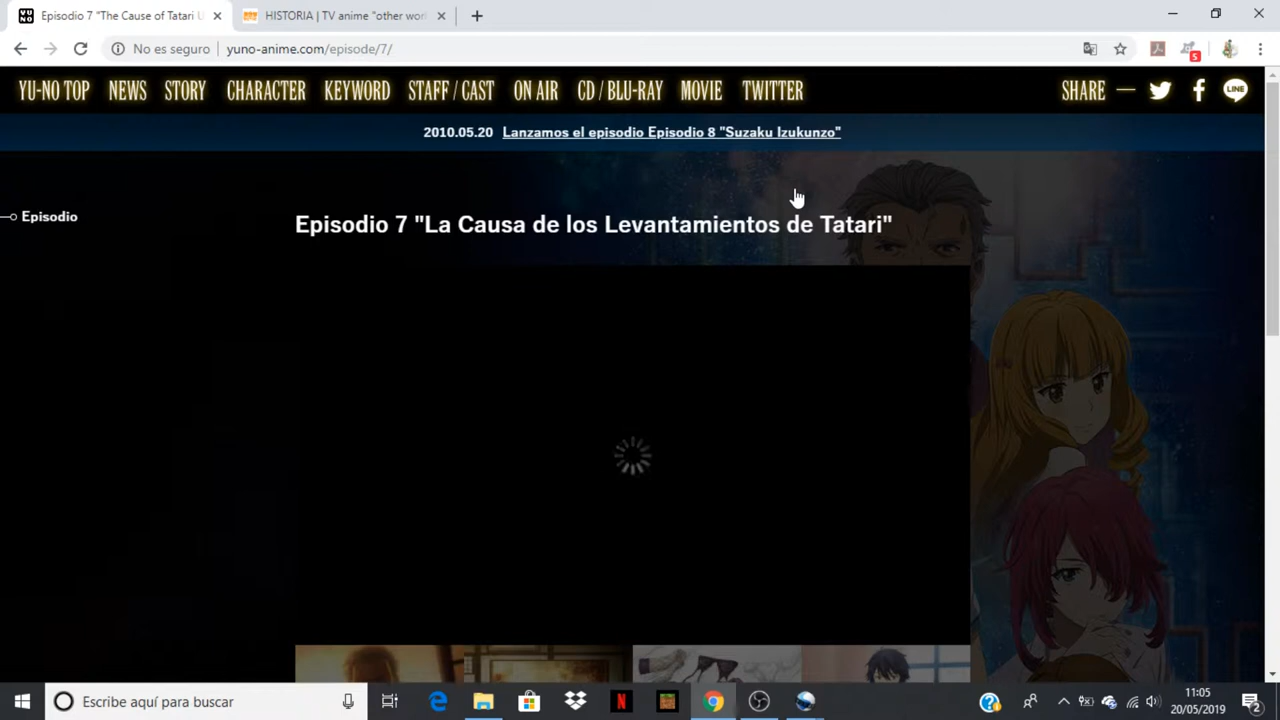 Episodio 7 "The Cause of Tatari U
HISTORIA | TV anime "other wor
No es seguro
yuno-anime.com/episode/7/
5
YU-NO TOP NEWS STORY CHARACTER KEYWORD STAFF / CAST ON AIR CD / BLU-RAY MOVIE TWITTER SHARE LINE
2010.05.20 Lanzamos el episodio Episodio 8 "Suzaku Izukunzo"
Episodio
Episodio 7 "La Causa de los Levantamientos de Tatari"
Escribe aquí para buscar
11:05
20/05/2019
2